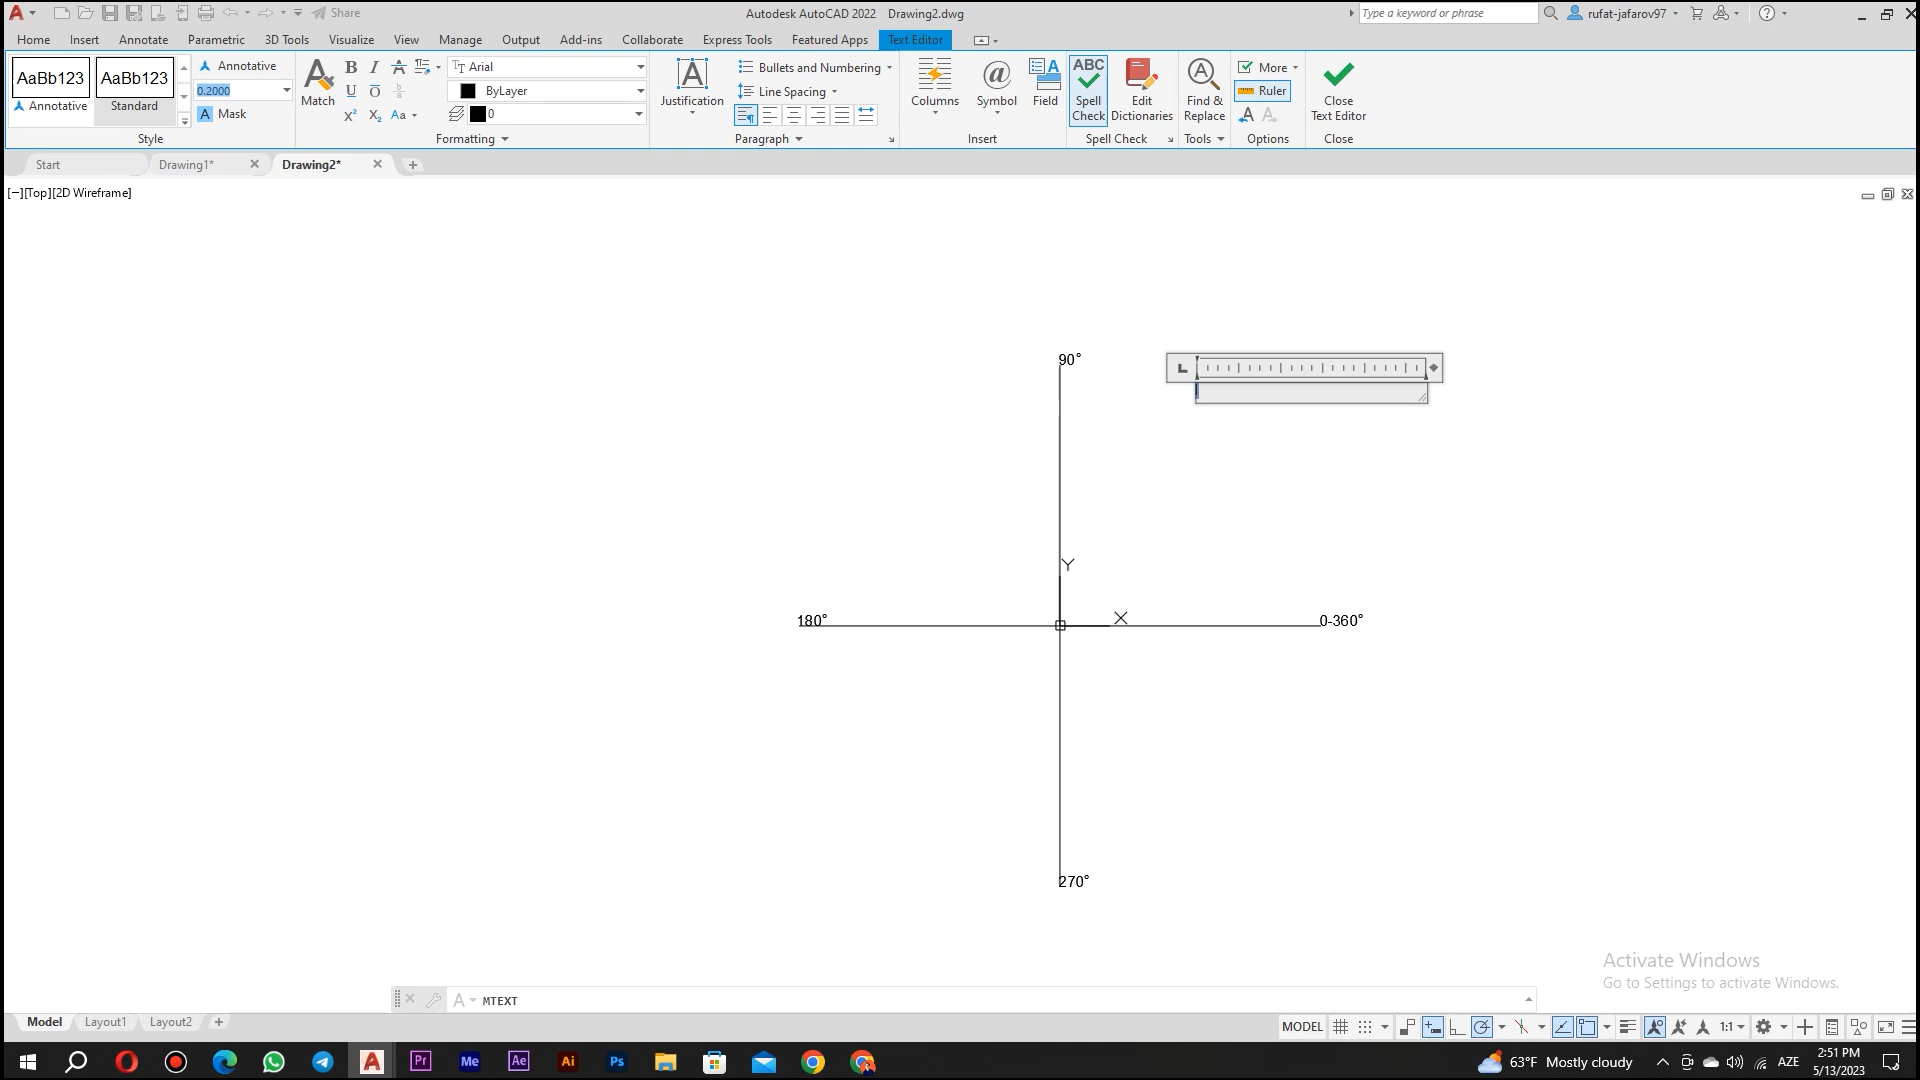 Share
Autodesk AutoCAD 2022 Drawing2.dwg
Type a keyword or phrase
rufat-jafarov97
Home Insert Annotate Parametric 3D Tools Visualize View Manage Output Add-ins Collaborate Express Tools Featured Apps Text Editor
AaBb123 AaBb123
Annotative Standard
Annotative
0.2000
Mask
Style
Match
Arial
ByLayer
0
Formatting
Justification
Bullets and Numbering
Line Spacing
Paragraph
Columns Symbol Field
Insert
ABC
Spell Check
Edit Dictionaries
Spell Check
Find & Replace
Tools
More
Ruler
Options
Close Text Editor
Close
Start Drawing1* Drawing2*
[−][Top][2D Wireframe]
90°
Y
180° X 0-360°
270°
Activate Windows
Go to Settings to activate Windows.
MTEXT
Model Layout1 Layout2
MODEL 1:1
63°F Mostly cloudy AZE 2:51 PM
5/13/2023